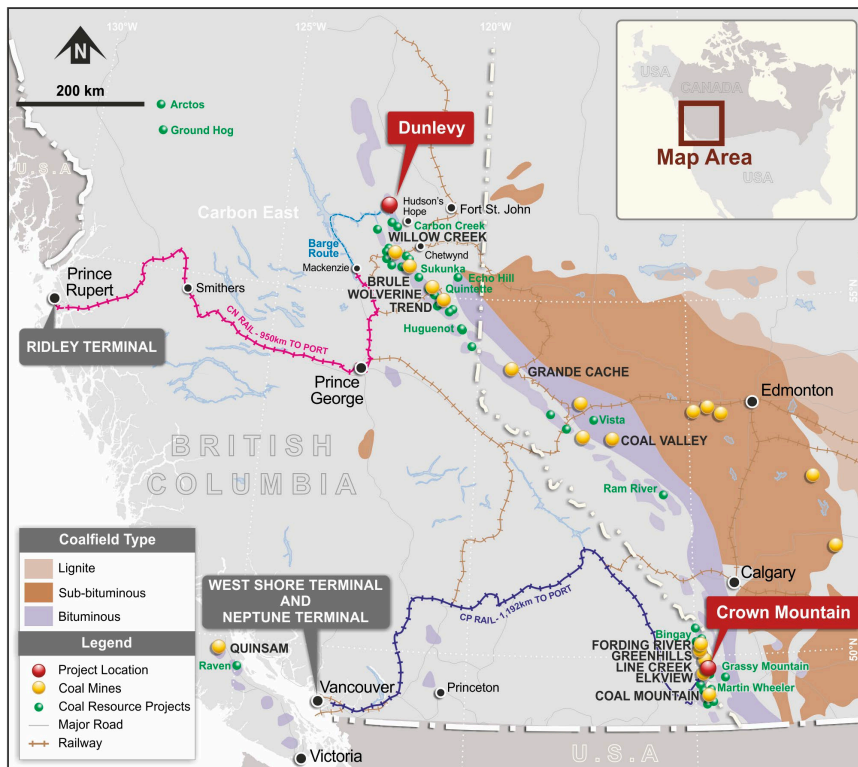 130°W
120°W
N
200 km
Arctos
Ground Hog
U.S.A
USA
CANADA
USA
Map Area
Dunlevy
Hudson's
Hope
Fort St. John
Carbon East
Carbon Creek
WILLOW CREEK
Barge
Route
Chetwynd
Mackenzie
Sukunka
Echo Hill
BRULE
Quintette
WOLVERINE
TREND
55°N
Prince
Rupert
Smithers
CN RAIL - 950km TO PORT
Huguenot
RIDLEY TERMINAL
Prince
George
GRANDE CACHE
Edmonton
Vista
COAL VALLEY
BRITISH
COLUMBIA
Ram River
Coalfield Type
Lignite
Sub-bituminous
Bituminous
Legend
Project Location
Coal Mines
Coal Resource Projects
Major Road
Railway
WEST SHORE TERMINAL
AND
NEPTUNE TERMINAL
Calgary
CP RAIL- 1,192km TO PORT
Crown Mountain
Bingay
50°N
QUINSAM
Raven
FORDING RIVER
GREENHILLS
LINE CREEK
Grassy Mountain
ELKVIEW
Martin Wheeler
COAL MOUNTAIN
Vancouver
Princeton
Victoria
U.S.A